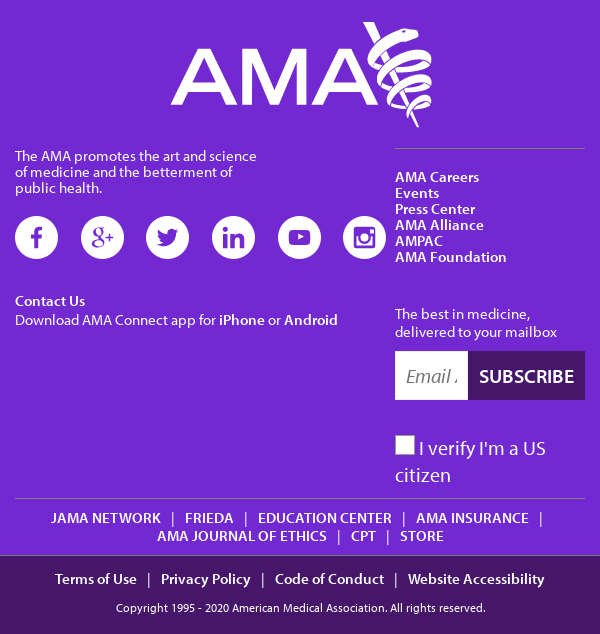 AMA
The AMA promotes the art and science
of medicine and the betterment of
public health.
Contact Us
Download AMA Connect app for iPhone or Android
AMA Careers
Events
Press Center
AMA Alliance
AMPAC
AMA Foundation
The best in medicine,
delivered to your mailbox
Email SUBSCRIBE
I verify I'm a US
citizen
JAMA NETWORK | FRIEDA | EDUCATION CENTER | AMA INSURANCE |
AMA JOURNAL OF ETHICS | CPT | STORE
Terms of Use | Privacy Policy | Code of Conduct | Website Accessibility
Copyright 1995 - 2020 American Medical Association. All rights reserved.